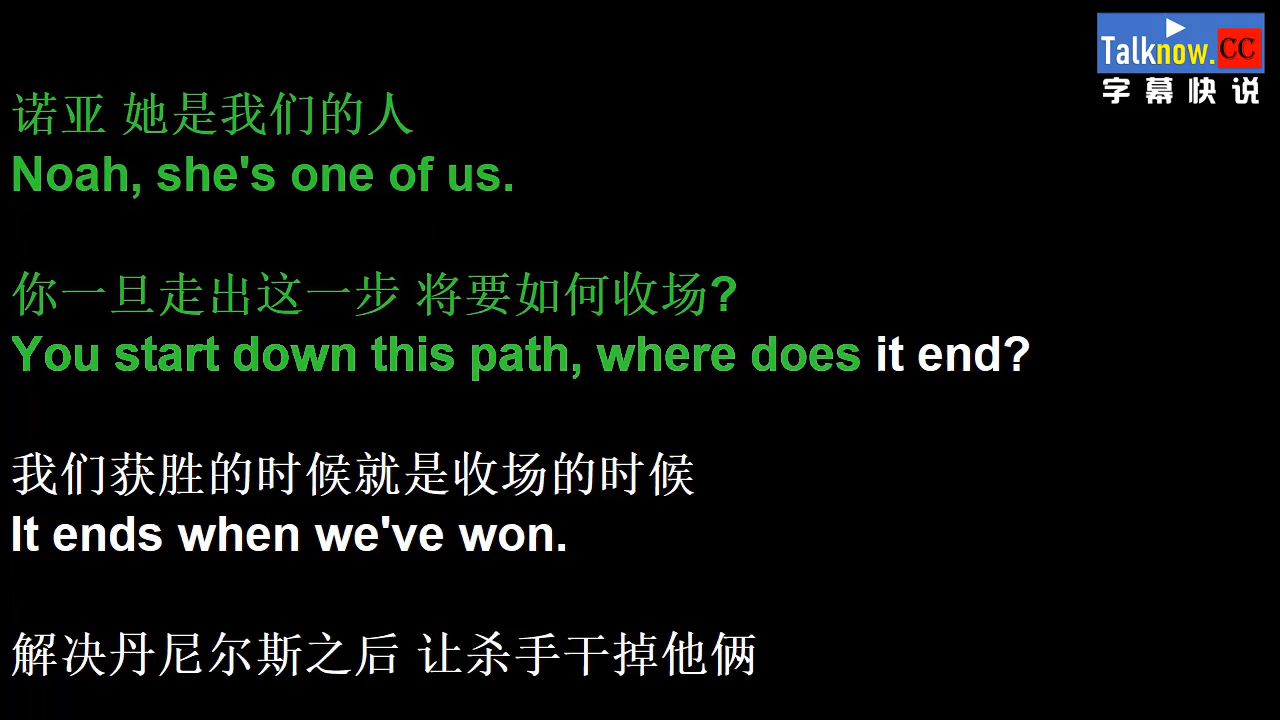 Talknow.CC
字幕快说
诺亚 她是我们的人
Noah, she's one of us.
你一旦走出这一步 将要如何收场?
You start down this path, where does it end?
我们获胜的时候就是收场的时候
It ends when we've won.
解决丹尼尔斯之后 让杀手干掉他俩